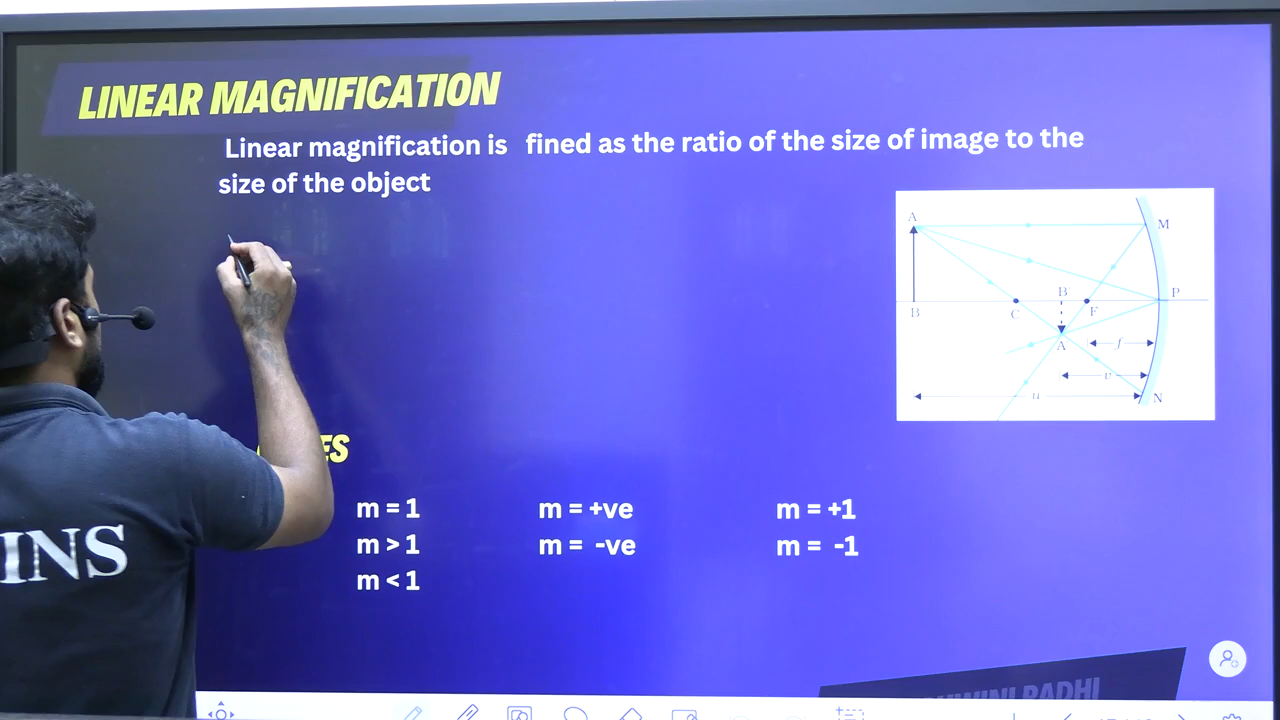 LINEAR MAGNIFICATION
Linear magnification is fined as the ratio of the size of image to the
size of the object
A
M
B
C
B'
F
P
A
f
v
u
N
ES
m = 1
m = +ve
m = +1
m > 1
m = -ve
m = -1
m < 1
INS